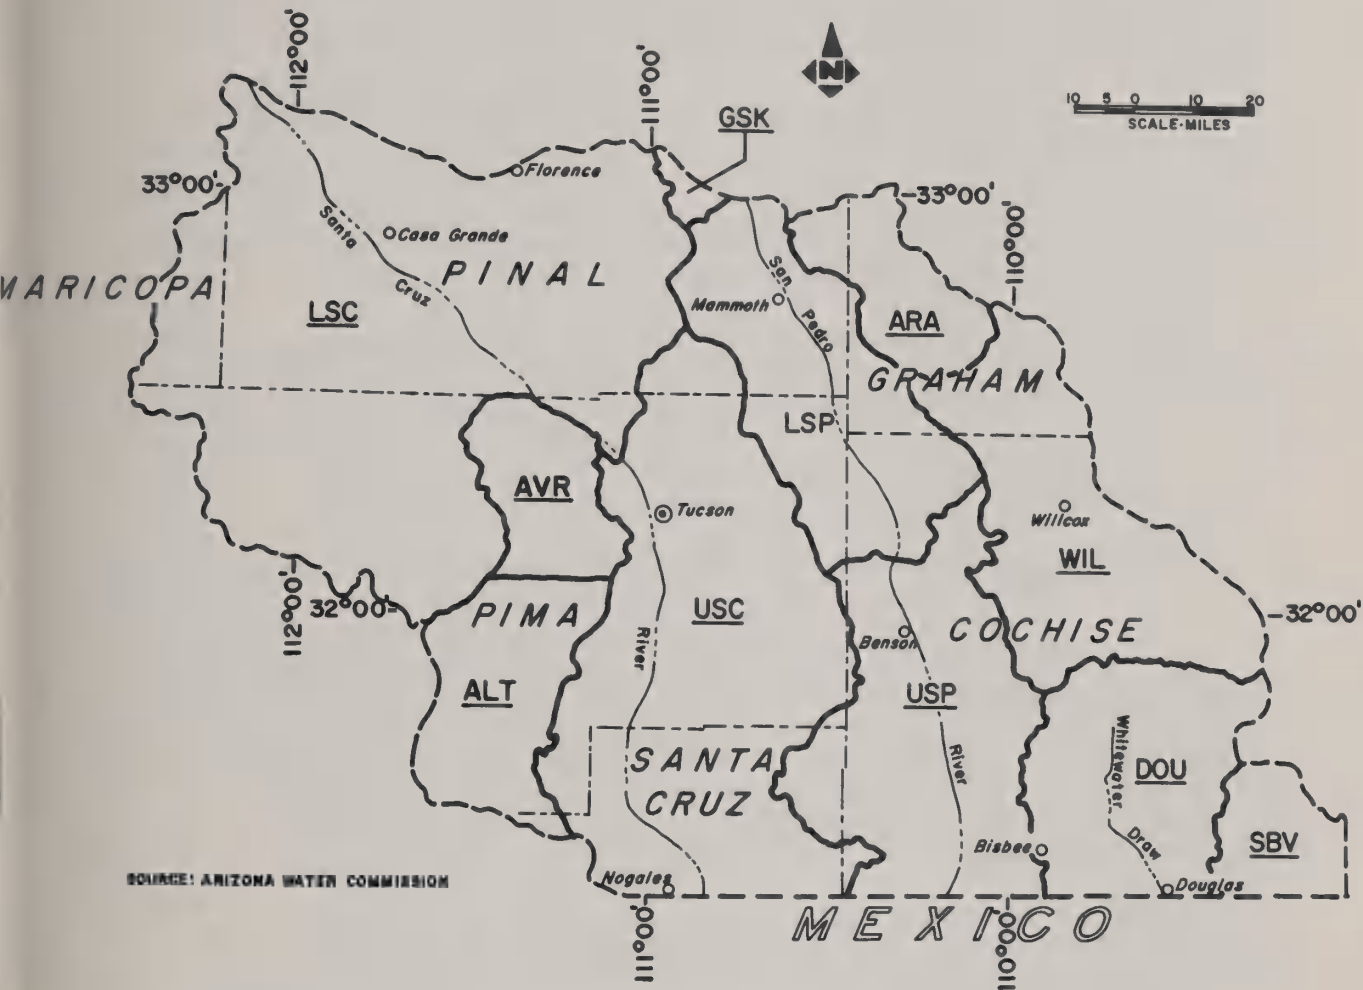 112°00'
111°00'
N
10 5 0 10 20
SCALE-MILES
GSK
33°00'
Florence
33°00'
110°00'
Santa
Casa Grande
Cruz
PINAL
MARICOPA
LSC
San
Mammoth
Pedro
ARA
GRAHAM
LSP
AVR
Tucson
Willcox
WIL
112°00'
32°00'
PIMA
USC
32°00'
COCHISE
Benson
River
ALT
USP
Whitewater
SANTA
CRUZ
River
DOU
Draw
Bisbee
SBV
SOURCE: ARIZONA WATER COMMISSION
Nogales
Douglas
MEXICO
111°00'
110°00'